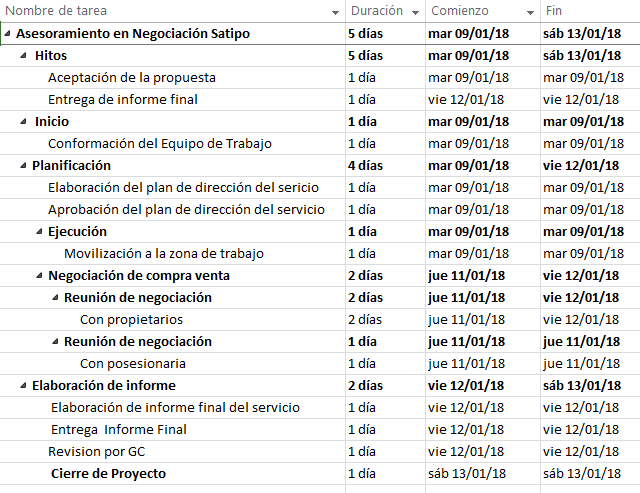 Nombre de tarea Duración Comienzo Fin
Asesoramiento en Negociación Satipo 5 días mar 09/01/18 sáb 13/01/18
Hitos 5 días mar 09/01/18 sáb 13/01/18
Aceptación de la propuesta 1 día mar 09/01/18 mar 09/01/18
Entrega de informe final 1 día vie 12/01/18 vie 12/01/18
Inicio 1 día mar 09/01/18 mar 09/01/18
Conformación del Equipo de Trabajo 1 día mar 09/01/18 mar 09/01/18
Planificación 4 días mar 09/01/18 vie 12/01/18
Elaboración del plan de dirección del sericio 1 día mar 09/01/18 mar 09/01/18
Aprobación del plan de dirección del servicio 1 día mar 09/01/18 mar 09/01/18
Ejecución 1 día mar 09/01/18 mar 09/01/18
Movilización a la zona de trabajo 1 día mar 09/01/18 mar 09/01/18
Negociación de compra venta 2 días jue 11/01/18 vie 12/01/18
Reunión de negociación 2 días jue 11/01/18 vie 12/01/18
Con propietarios 2 días jue 11/01/18 vie 12/01/18
Reunión de negociación 1 día jue 11/01/18 jue 11/01/18
Con posesionaria 1 día jue 11/01/18 jue 11/01/18
Elaboración de informe 2 días vie 12/01/18 sáb 13/01/18
Elaboración de informe final del servicio 1 día vie 12/01/18 vie 12/01/18
Entrega Informe Final 1 día vie 12/01/18 vie 12/01/18
Revision por GC 1 día vie 12/01/18 vie 12/01/18
Cierre de Proyecto 1 día sáb 13/01/18 sáb 13/01/18